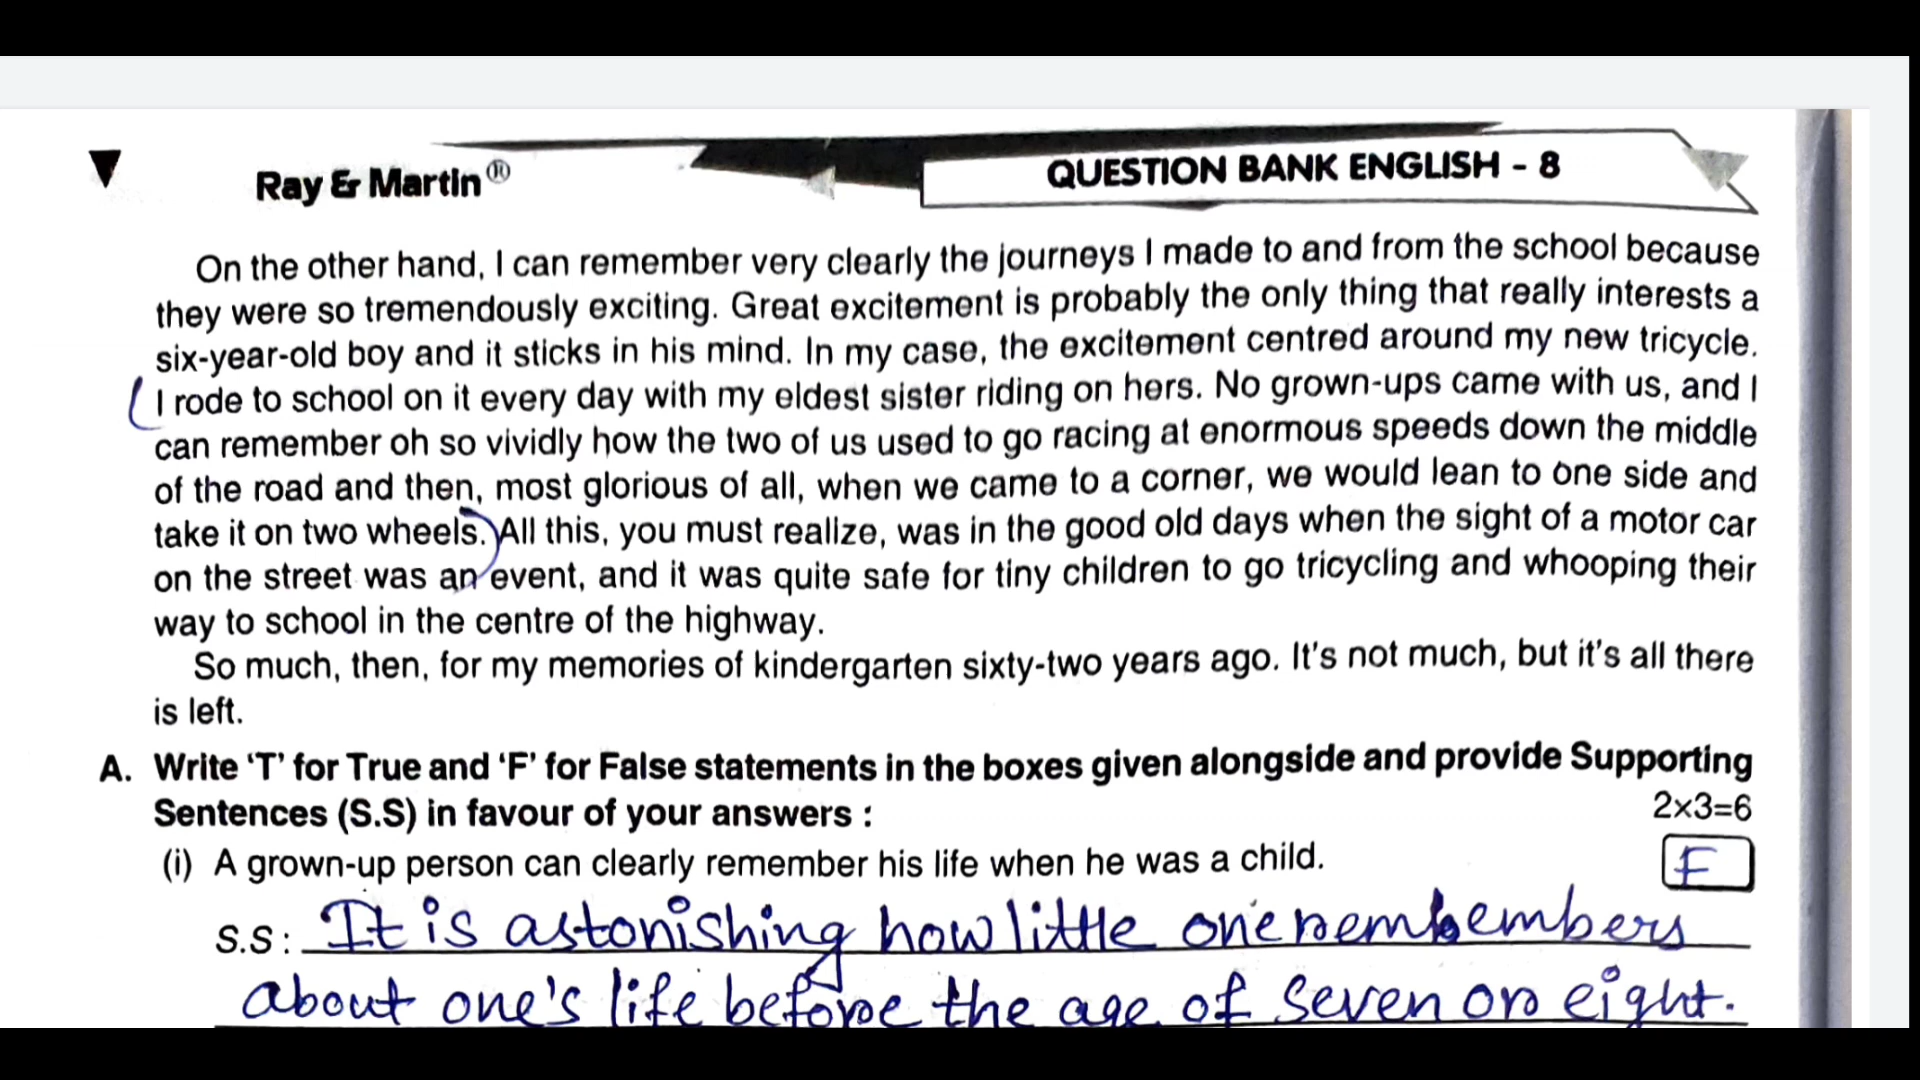 Ray & Martin®
QUESTION BANK ENGLISH - 8
On the other hand, I can remember very clearly the journeys I made to and from the school because
they were so tremendously exciting. Great excitement is probably the only thing that really interests a
six-year-old boy and it sticks in his mind. In my case, the excitement centred around my new tricycle.
I rode to school on it every day with my eldest sister riding on hers. No grown-ups came with us, and I
can remember oh so vividly how the two of us used to go racing at enormous speeds down the middle
of the road and then, most glorious of all, when we came to a corner, we would lean to one side and
take it on two wheels. All this, you must realize, was in the good old days when the sight of a motor car
on the street was an event, and it was quite safe for tiny children to go tricycling and whooping their
way to school in the centre of the highway.
So much, then, for my memories of kindergarten sixty-two years ago. It's not much, but it's all there
is left.
A. Write 'T' for True and 'F' for False statements in the boxes given alongside and provide Supporting
Sentences (S.S) in favour of your answers :
2x3=6
(i) A grown-up person can clearly remember his life when he was a child.
F
S.S: It is astonishing how little one remembers
about one's life before the age of seven or eight.